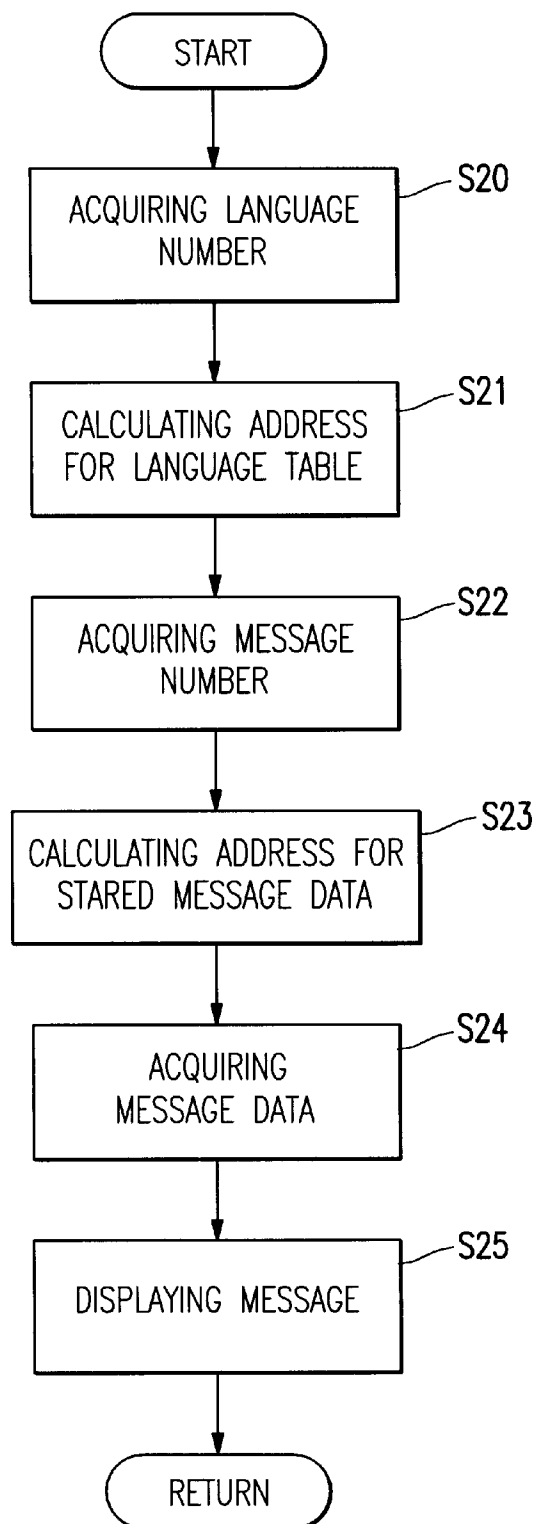 START
S20
ACQUIRING LANGUAGE
NUMBER
S21
CALCULATING ADDRESS
FOR LANGUAGE TABLE
S22
ACQUIRING MESSAGE
NUMBER
S23
CALCULATING ADDRESS FOR
STARED MESSAGE DATA
S24
ACQUIRING
MESSAGE DATA
S25
DISPLAYING MESSAGE
RETURN